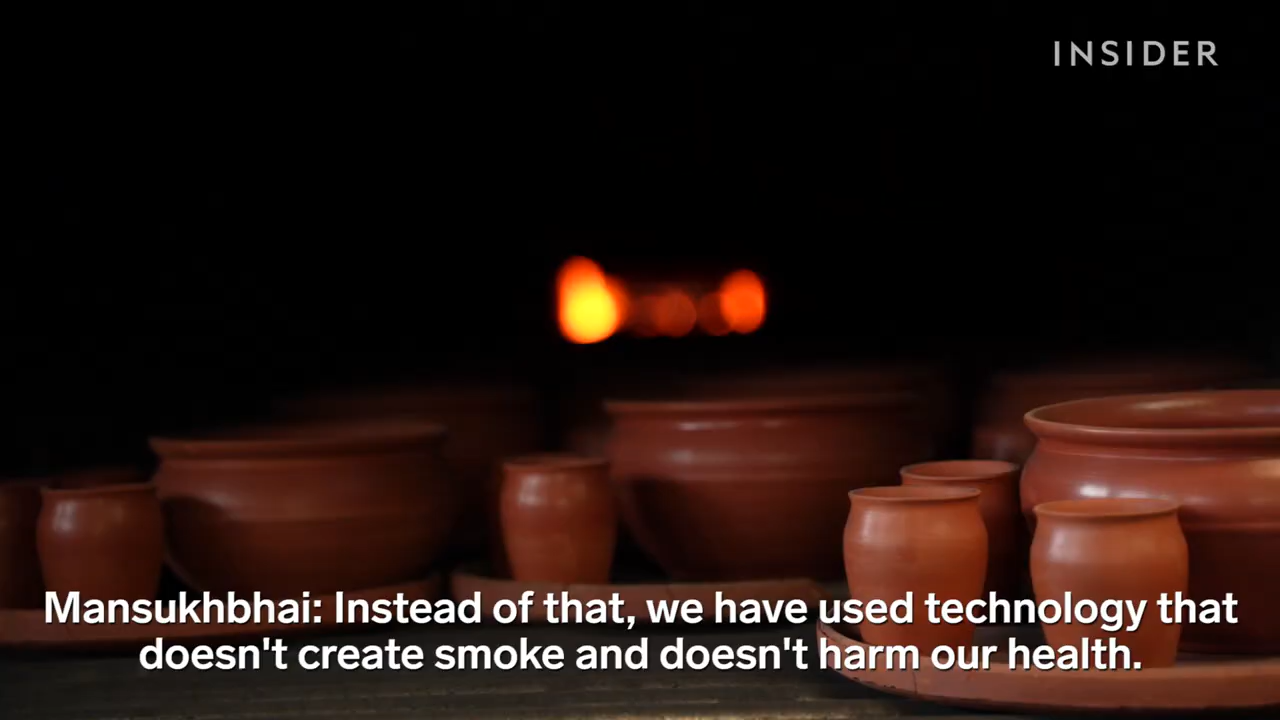 INSIDER
Mansukhbhai: Instead of that, we have used technology that
doesn't create smoke and doesn't harm our health.